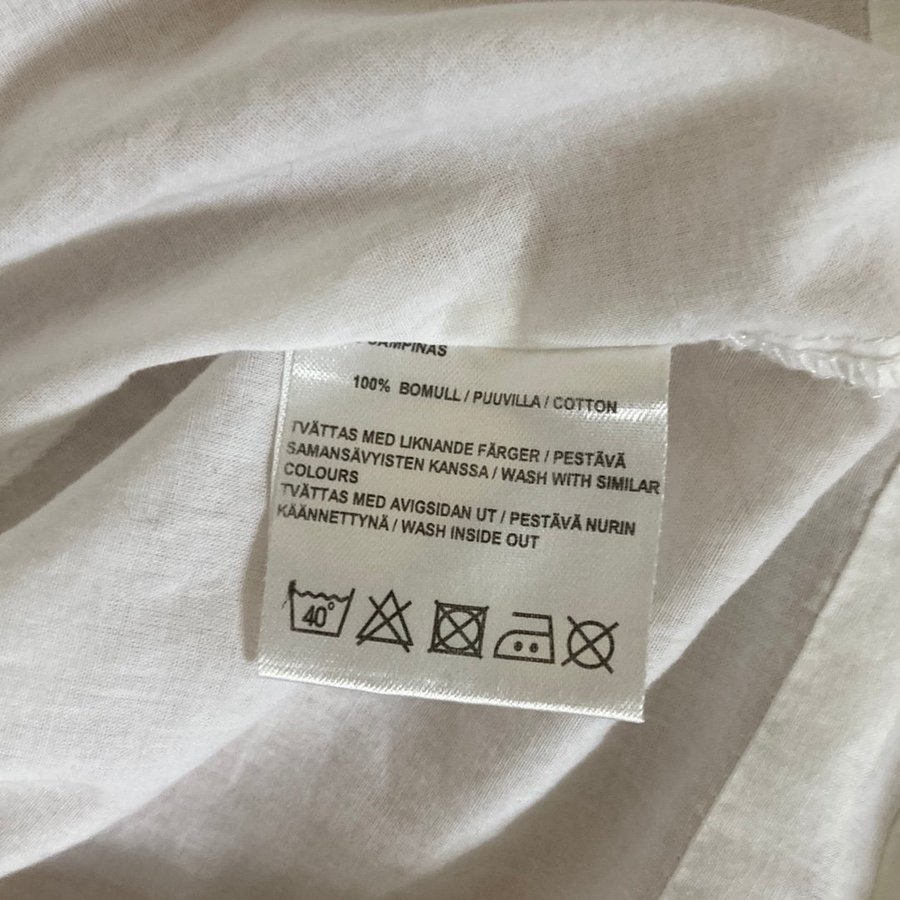 CAMPINAS
100% BOMULL / PUUVILLA / COTTON
TVÄTTAS MED LIKNANDE FÄRGER / PESTÄVÄ
SAMANSÄVYISTEN KANSSA / WASH WITH SIMILAR
COLOURS
TVÄTTAS MED AVIGSIDAN UT / PESTÄVÄ NURIN
KÄÄNNETTYNÄ / WASH INSIDE OUT
40°